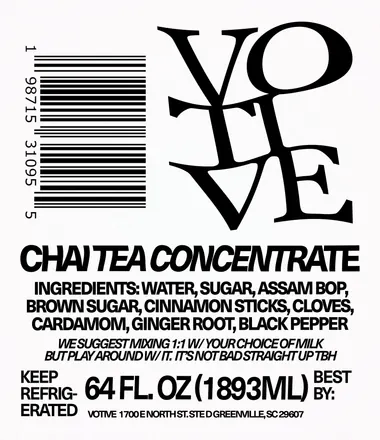 1 98715 31095 5
VO
TI
VE
CHAI TEA CONCENTRATE
INGREDIENTS: WATER, SUGAR, ASSAM BOP,
BROWN SUGAR, CINNAMON STICKS, CLOVES,
CARDAMOM, GINGER ROOT, BLACK PEPPER
WE SUGGEST MIXING 1:1 W/ YOUR CHOICE OF MILK
BUT PLAY AROUND W/ IT. IT'S NOT BAD STRAIGHT UP TBH
KEEP
REFRIG-
ERATED
64 FL. OZ (1893ML)
BEST
BY:
VOTIVE 1700 E NORTH ST. STE D GREENVILLE, SC 29607